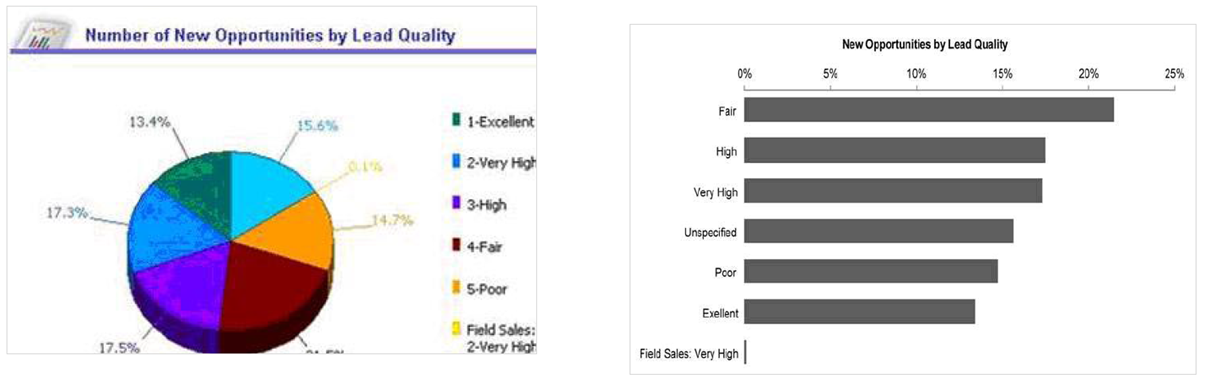 Number of New Opportunities by Lead Quality
13.4%
15.6%
0.1%
14.7%
17.3%
17.5%
1-Excellent
2-Very High
3-High
4-Fair
5-Poor
Field Sales:
2-Very High
New Opportunities by Lead Quality
0% 5% 10% 15% 20% 25%
Fair
High
Very High
Unspecified
Poor
Exellent
Field Sales: Very High